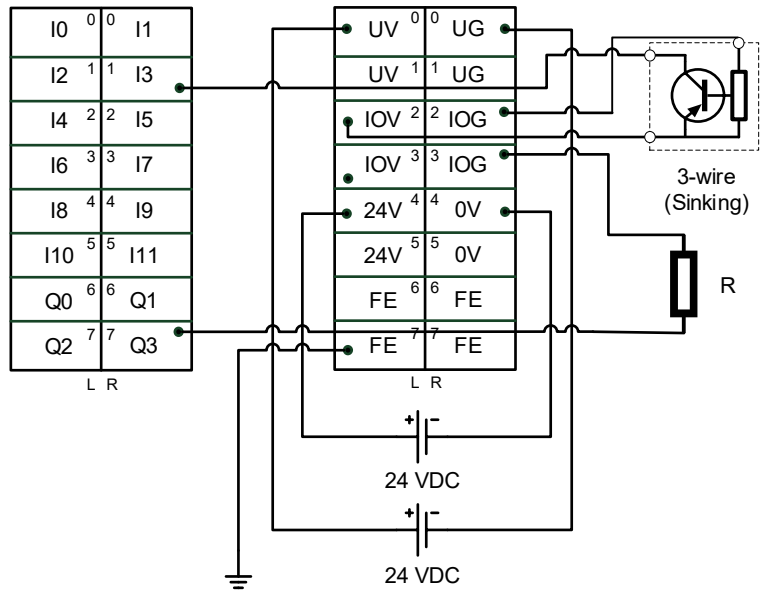 I0 0 0 I1
I2 1 1 I3
I4 2 2 I5
I6 3 3 I7
I8 4 4 I9
I10 5 5 I11
Q0 6 6 Q1
Q2 7 7 Q3
L R
UV 0 0 UG
UV 1 1 UG
IOV 2 2 IOG
IOV 3 3 IOG
24V 4 4 0V
24V 5 5 0V
FE 6 6 FE
FE 7 7 FE
L R
3-wire
(Sinking)
R
+ −
24 VDC
+ −
24 VDC